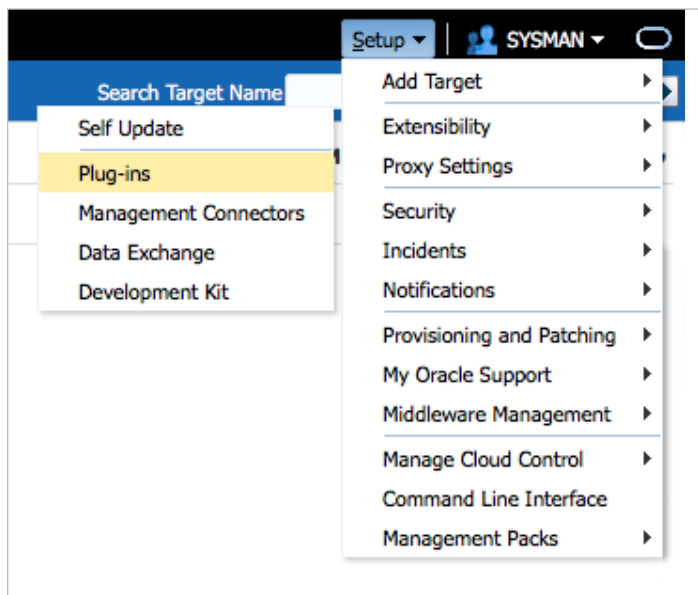 Setup
SYSMAN
Search Target Name
Add Target
Extensibility
Proxy Settings
Security
Incidents
Notifications
Provisioning and Patching
My Oracle Support
Middleware Management
Manage Cloud Control
Command Line Interface
Management Packs
Self Update
Plug-ins
Management Connectors
Data Exchange
Development Kit